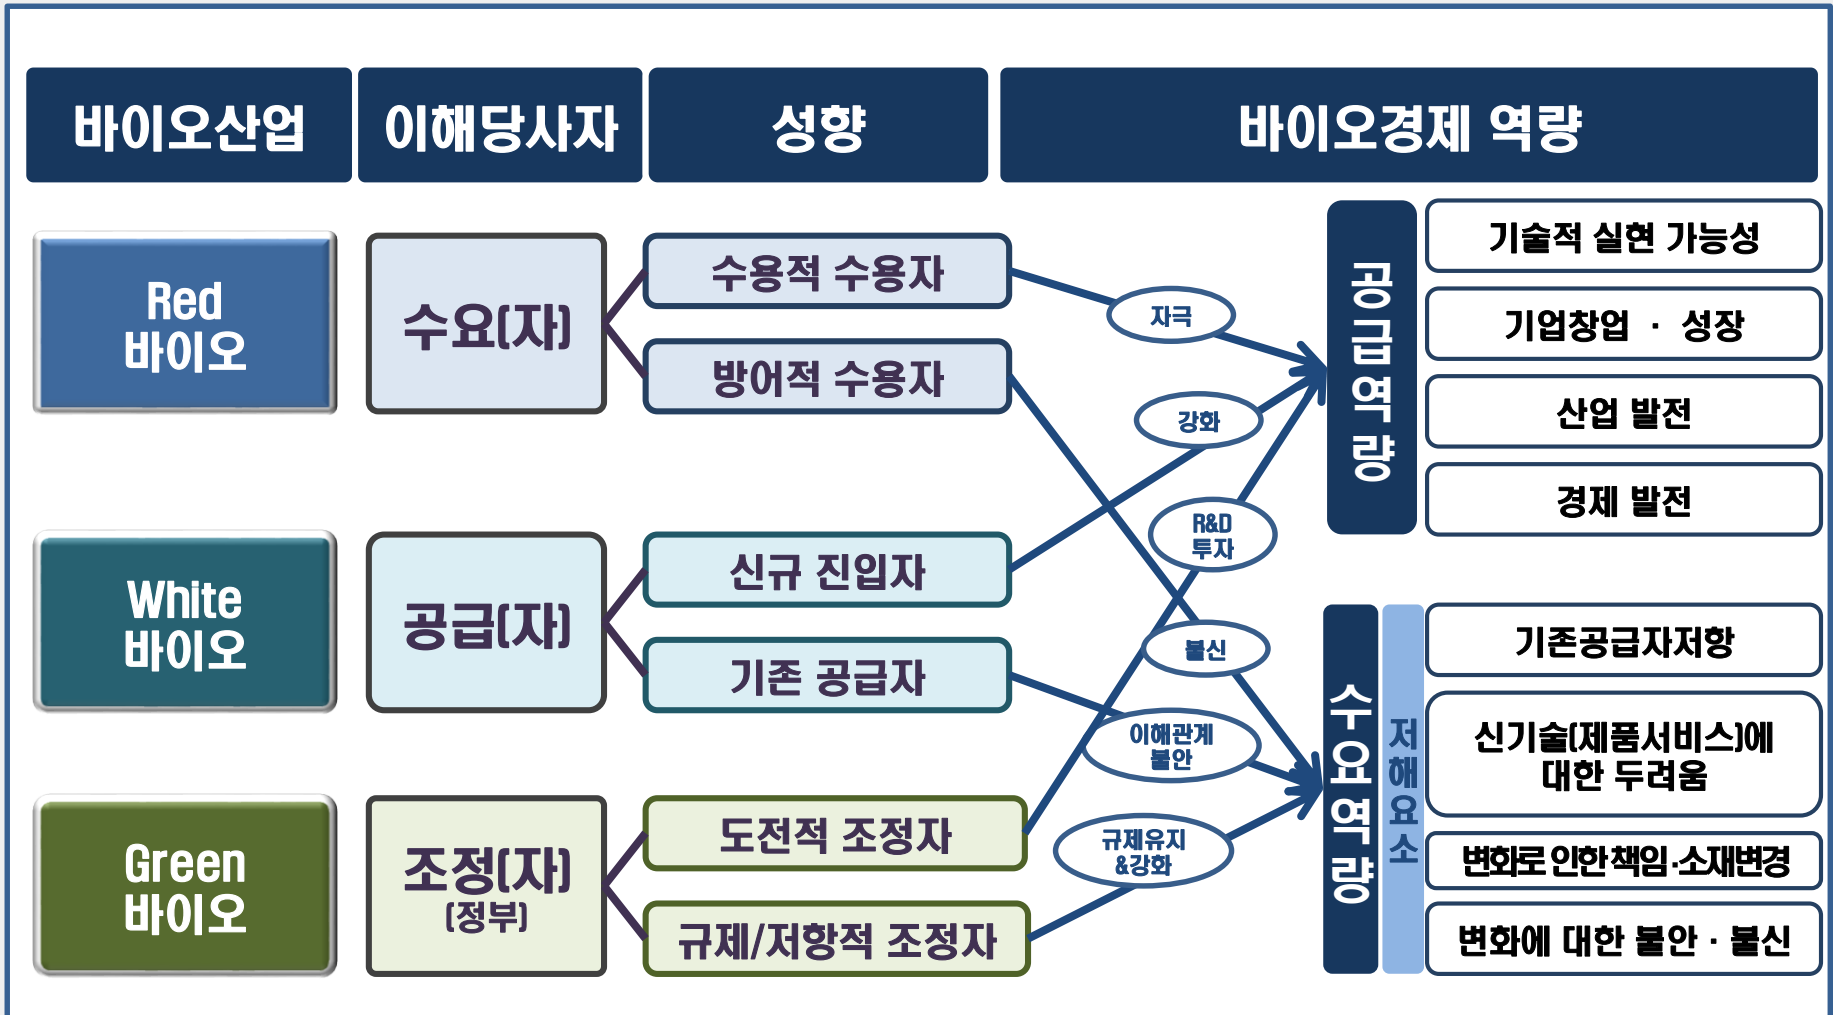 바이오산업
이해당사자
성향
바이오경제 역량
Red
바이오
수요(자)
수용적 수용자
방어적 수용자
White
바이오
공급(자)
신규 진입자
기존 공급자
Green
바이오
조정(자)
(정부)
도전적 조정자
규제/저항적 조정자
자극
강화
R&D
투자
불신
이해관계
불안
규제유지
&강화
공급역량
기술적 실현 가능성
기업창업 · 성장
산업 발전
경제 발전
수요역량
저해요소
기존공급자저항
신기술(제품서비스)에
대한 두려움
변화로 인한 책임·소재변경
변화에 대한 불안 · 불신